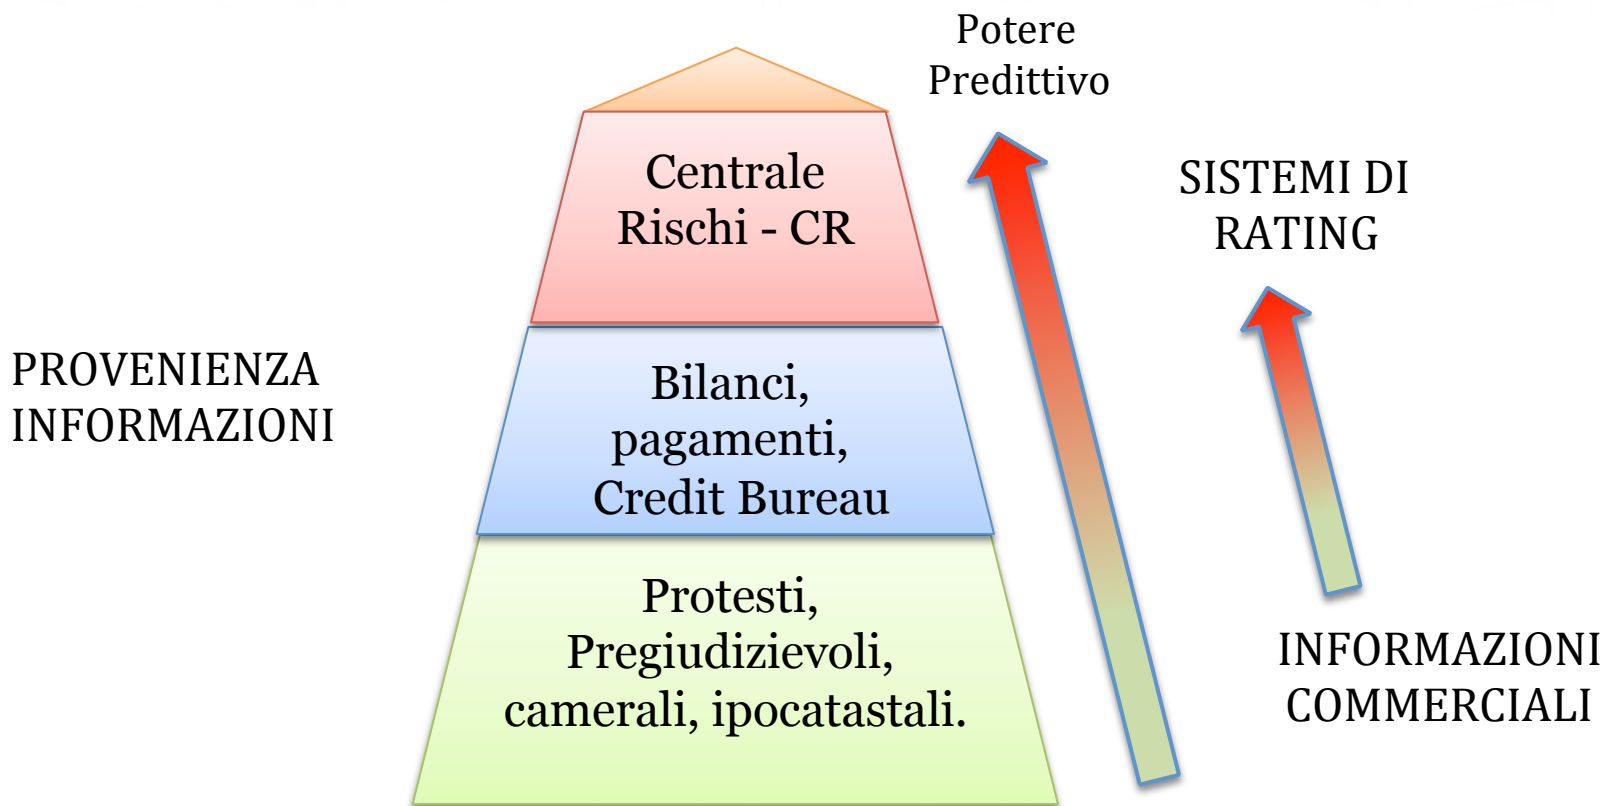 Potere
Predittivo
Centrale
Rischi - CR
SISTEMI DI
RATING
PROVENIENZA
INFORMAZIONI
Bilanci,
pagamenti,
Credit Bureau
Protesti,
Pregiudizievoli,
camerali, ipocatastali.
INFORMAZIONI
COMMERCIALI